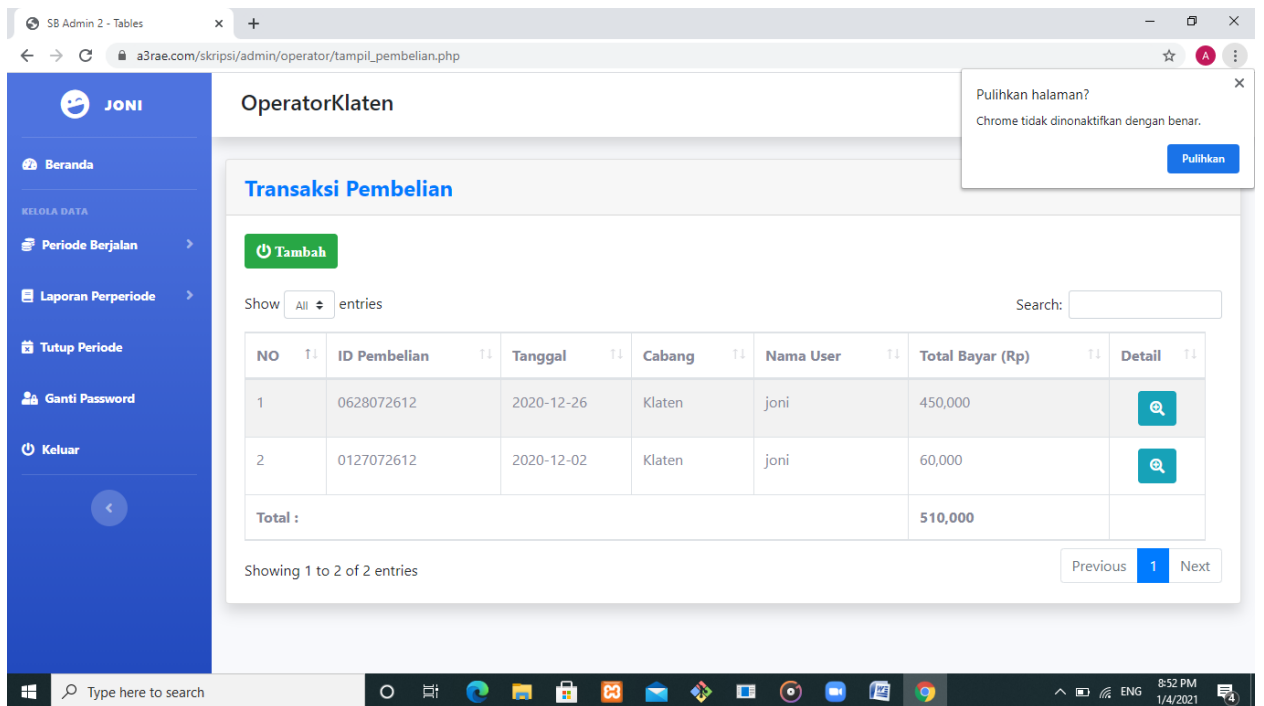 SB Admin 2 - Tables
a3rae.com/skripsi/admin/operator/tampil_pembelian.php
A
Pulihkan halaman?
Chrome tidak dinonaktifkan dengan benar.
Pulihkan
JONI
OperatorKlaten
Beranda
KELOLA DATA
Periode Berjalan
Laporan Perperiode
Tutup Periode
Ganti Password
Keluar
Transaksi Pembelian
Tambah
Show All entries
Search:
NO ID Pembelian Tanggal Cabang Nama User Total Bayar (Rp) Detail
1 0628072612 2020-12-26 Klaten joni 450,000
2 0127072612 2020-12-02 Klaten joni 60,000
Total : 510,000
Showing 1 to 2 of 2 entries
Previous 1 Next
Type here to search
ENG
8:52 PM
1/4/2021
4